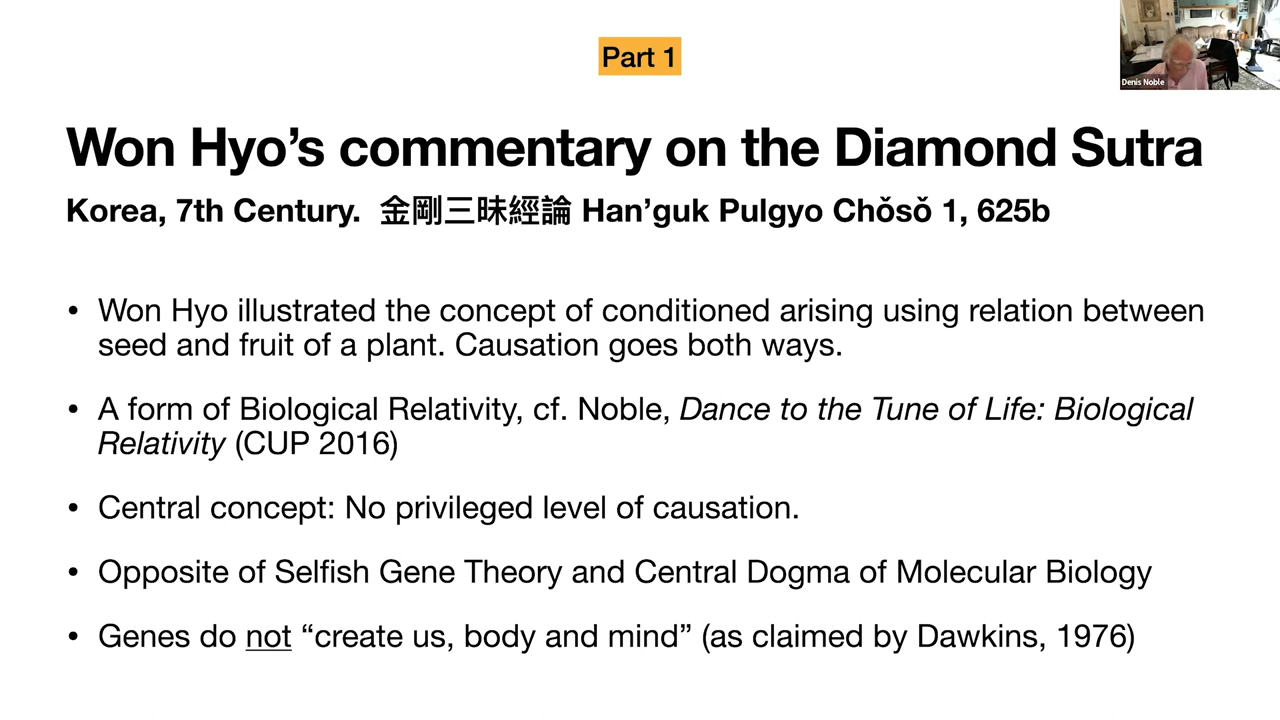 Part 1
Denis Noble
Won Hyo’s commentary on the Diamond Sutra
Korea, 7th Century. 金剛三昧經論 Han’guk Pulgyo Chǒsǒ 1, 625b
• Won Hyo illustrated the concept of conditioned arising using relation between
seed and fruit of a plant. Causation goes both ways.
• A form of Biological Relativity, cf. Noble, Dance to the Tune of Life: Biological
Relativity (CUP 2016)
• Central concept: No privileged level of causation.
• Opposite of Selfish Gene Theory and Central Dogma of Molecular Biology
• Genes do not “create us, body and mind” (as claimed by Dawkins, 1976)